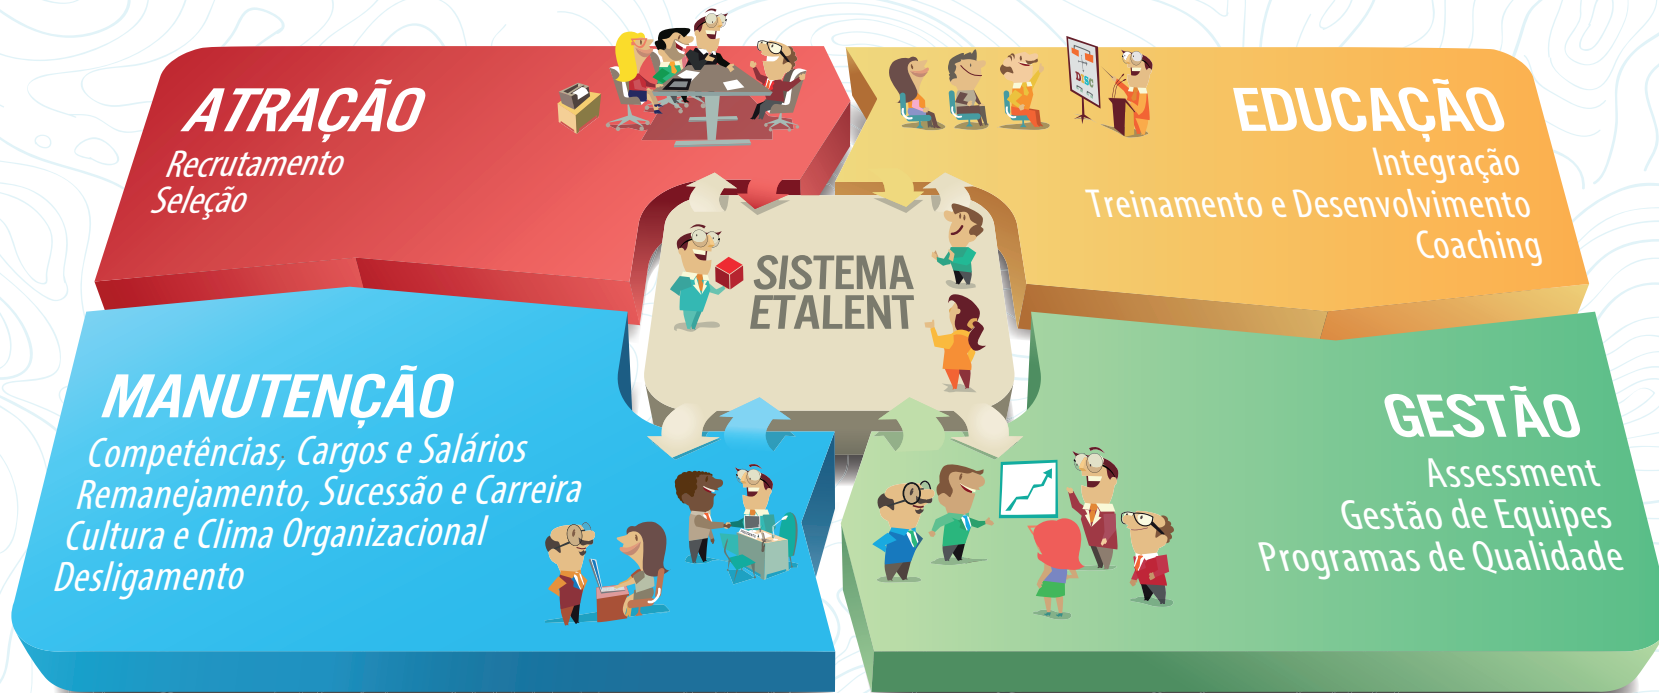 ATRAÇÃO
Recrutamento
Seleção
EDUCAÇÃO
Integração
Treinamento e Desenvolvimento
Coaching
DISC
SISTEMA
ETALENT
MANUTENÇÃO
Competências, Cargos e Salários
Remanejamento, Sucessão e Carreira
Cultura e Clima Organizacional
Desligamento
GESTÃO
Assessment
Gestão de Equipes
Programas de Qualidade